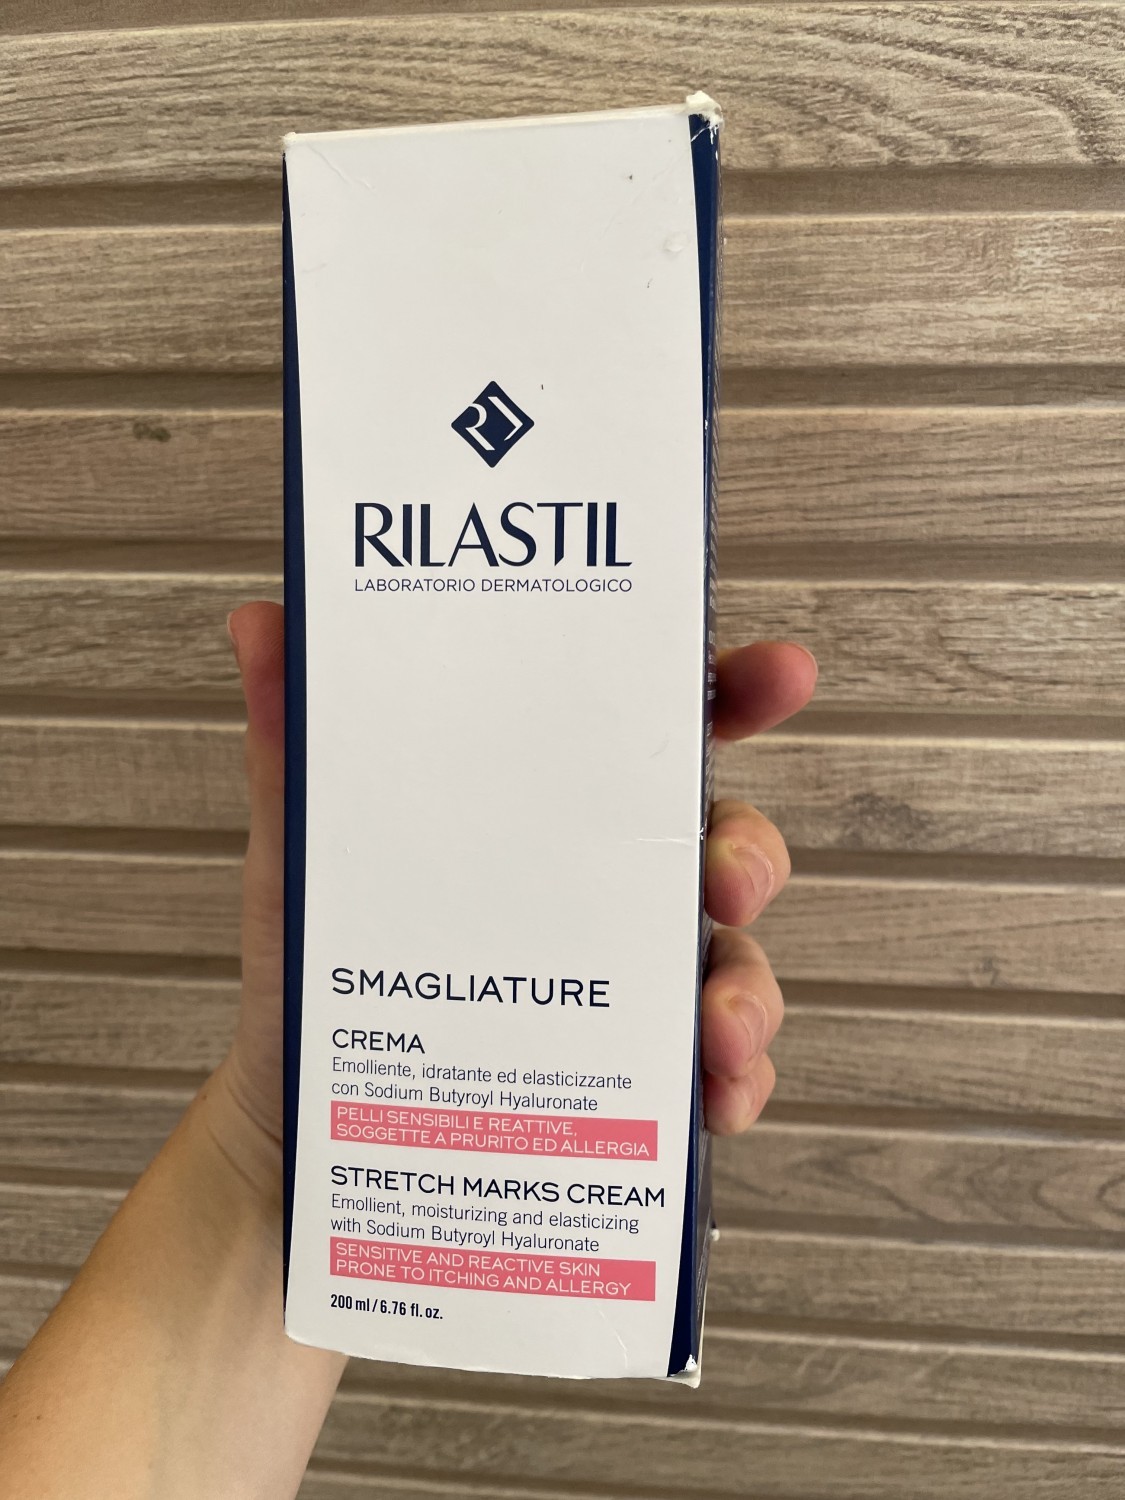 RILASTIL
LABORATORIO DERMATOLOGICO
SMAGLIATURE
CREMA
Emolliente, idratante ed elasticizzante
con Sodium Butyroyl Hyaluronate
PELLI SENSIBILI E REATTIVE,
SOGGETTE A PRURITO ED ALLERGIA
STRETCH MARKS CREAM
Emollient, moisturizing and elasticizing
with Sodium Butyroyl Hyaluronate
SENSITIVE AND REACTIVE SKIN
PRONE TO ITCHING AND ALLERGY
200 ml / 6.76 fl. oz.